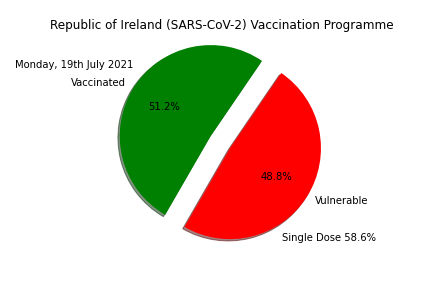 Republic of Ireland (SARS-CoV-2) Vaccination Programme
Monday, 19th July 2021
Vaccinated
51.2%
48.8%
Vulnerable
Single Dose 58.6%